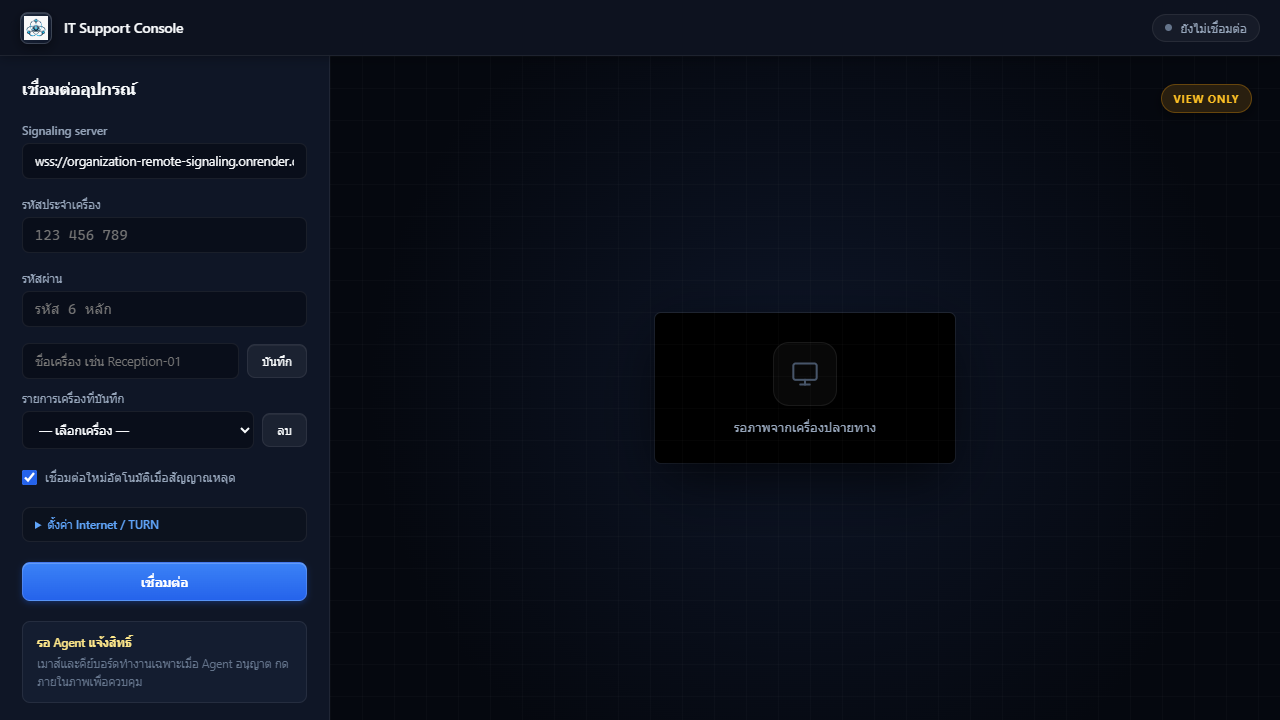 IT Support Console
ยังไม่เชื่อมต่อ
เชื่อมต่ออุปกรณ์
VIEW ONLY
Signaling server
wss://organization-remote-signaling.onrender.
รหัสประจำเครื่อง
123 456 789
รหัสผ่าน
รหัส 6 หลัก
ชื่อเครื่อง เช่น Reception-01
บันทึก
รายการเครื่องที่บันทึก
— เลือกเครื่อง —
ลบ
รอภาพจากเครื่องปลายทาง
เชื่อมต่อใหม่อัตโนมัติเมื่อสัญญาณหลุด
ตั้งค่า Internet / TURN
เชื่อมต่อ
รอ Agent แจ้งสิทธิ์
เมาส์และคีย์บอร์ดทำงานเฉพาะเมื่อ Agent อนุญาต กด
ภายในภาพเพื่อควบคุม